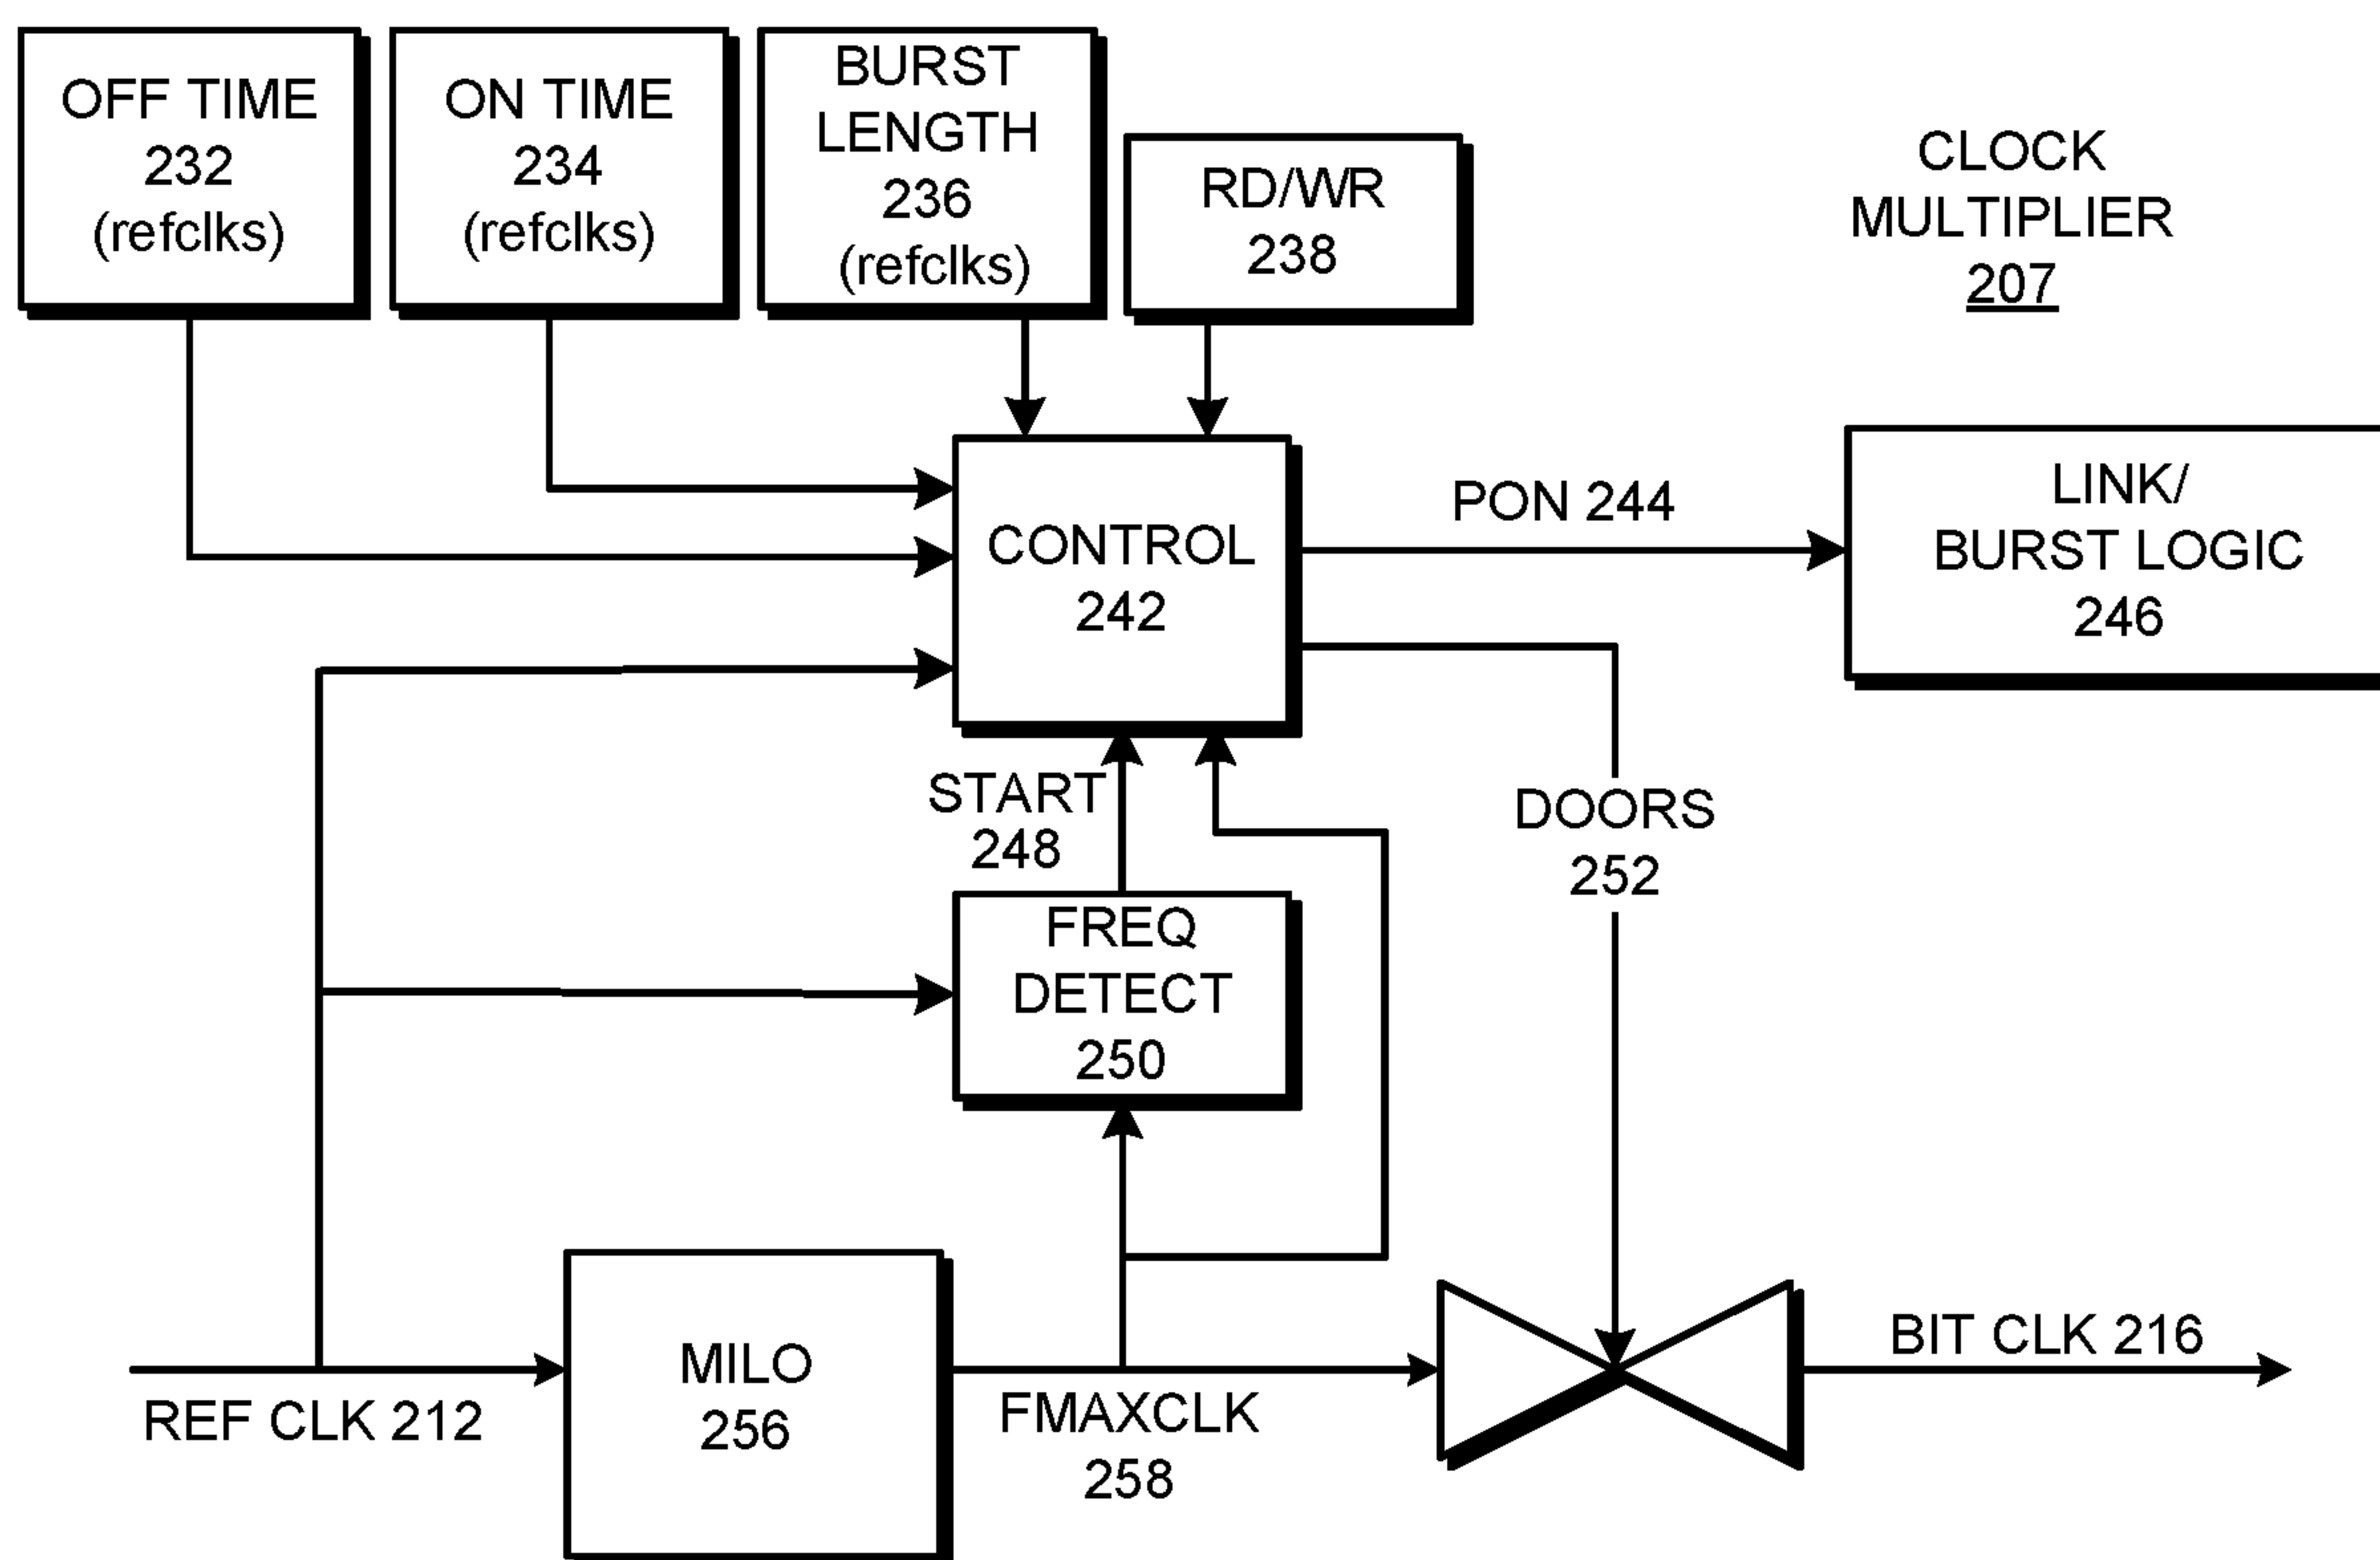 OFF TIME
232
(refclks)
ON TIME
234
(refclks)
BURST
LENGTH
236
(refclks)
RD/WR
238
CLOCK
MULTIPLIER
207
CONTROL
242
PON 244
LINK/
BURST LOGIC
246
START
248
DOORS
252
FREQ
DETECT
250
REF CLK 212
MILO
256
FMAXCLK
258
BIT CLK 216